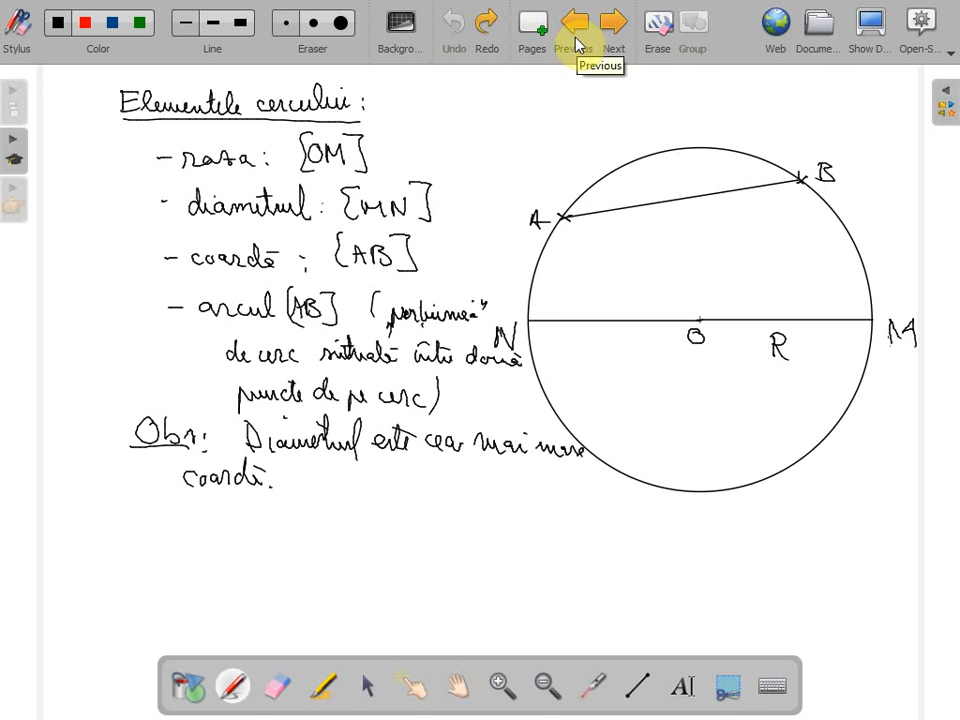 Stylus Color Line Eraser Backgro... Undo Redo Pages Previous Next Erase Group Web Docume... Show D... Open-S...
Previous
Elementele cercului:
- raza: [OM]
- diametrul: [MN]
- coardă: [AB]
- arcul [AB] ( „porțiunea”
de cerc situată între două
puncte de pe cerc)
Obs: Diametrul este cea mai mare
coardă.
A
B
N
O
R
M